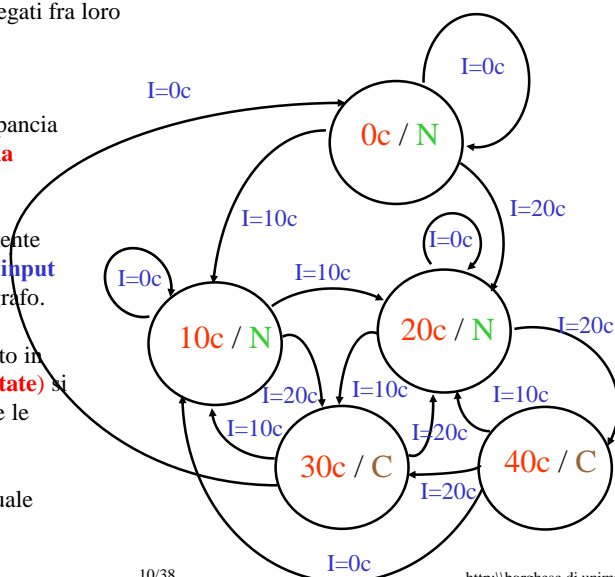 egati fra loro
I=0c
I=0c
pancia
a
0c / N
I=20c
I=10c
ente
input
rafo.
I=0c
I=0c
I=10c
10c / N
20c / N
I=20c
to in
tate) si
e le
I=20c
I=10c
I=10c
I=10c
I=20c
30c / C
40c / C
I=20c
uale
I=0c
10/38